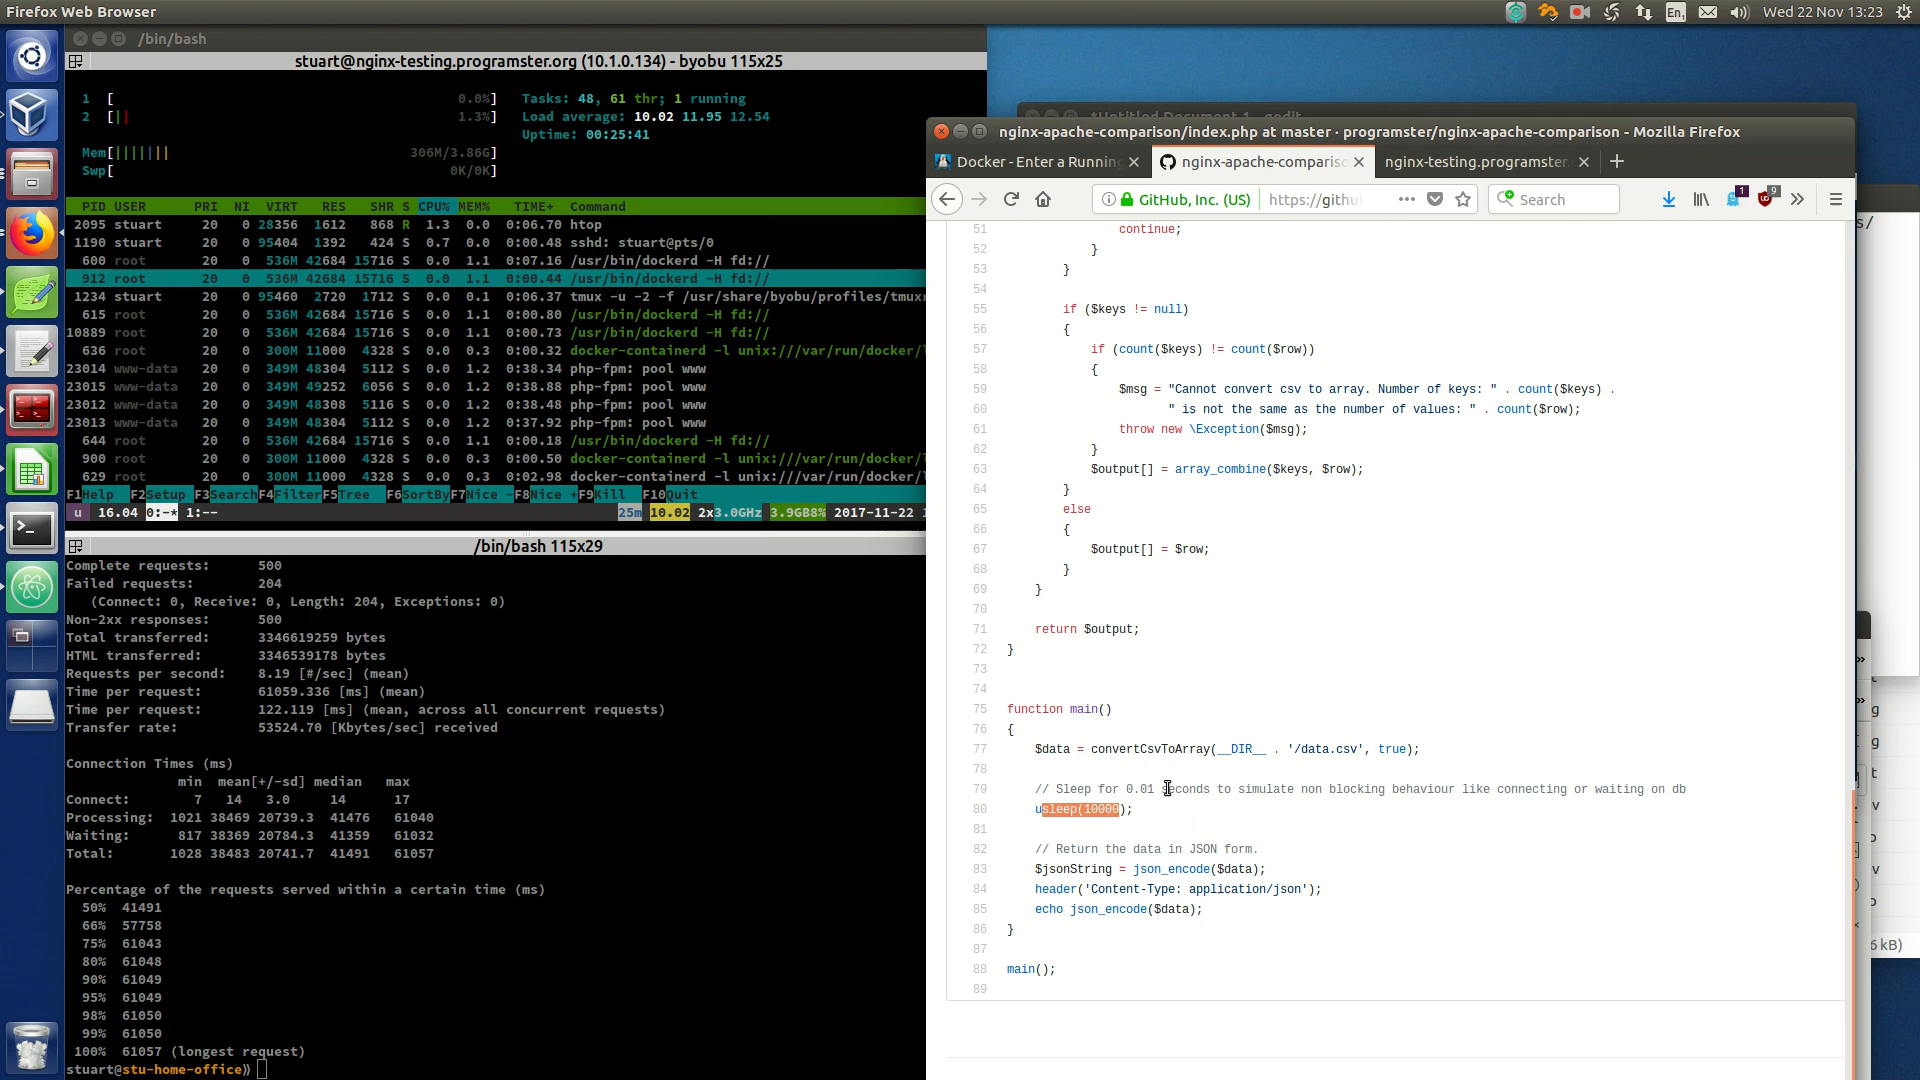 Firefox Web Browser
En1
Wed 22 Nov 13:23
/bin/bash
stuart@nginx-testing.programster.org (10.1.0.134) - byobu 115x25
1 [ 0.0%] Tasks: 48, 61 thr; 1 running
2 [|| 1.3%] Load average: 10.02 11.95 12.54
Uptime: 00:25:41
Mem[||||||| 306M/3.86G]
Swp[ 0K/0K]
PID USER PRI NI VIRT RES SHR S CPU% MEM% TIME+ Command
2095 stuart 20 0 28356 1612 868 R 1.3 0.0 0:06.70 htop
1190 stuart 20 0 95404 1392 424 S 0.7 0.0 0:00.48 sshd: stuart@pts/0
600 root 20 0 536M 42684 15716 S 0.0 1.1 0:07.16 /usr/bin/dockerd -H fd://
912 root 20 0 536M 42684 15716 S 0.0 1.1 0:00.44 /usr/bin/dockerd -H fd://
1234 stuart 20 0 95460 2720 1712 S 0.0 0.1 0:06.37 tmux -u -2 -f /usr/share/byobu/profiles/tmuxr
615 root 20 0 536M 42684 15716 S 0.0 1.1 0:00.80 /usr/bin/dockerd -H fd://
10889 root 20 0 536M 42684 15716 S 0.0 1.1 0:00.73 /usr/bin/dockerd -H fd://
636 root 20 0 300M 11000 4328 S 0.0 0.3 0:00.32 docker-containerd -l unix:///var/run/docker/l
23014 www-data 20 0 349M 48304 5112 S 0.0 1.2 0:38.34 php-fpm: pool www
23015 www-data 20 0 349M 49252 6056 S 0.0 1.2 0:38.88 php-fpm: pool www
23012 www-data 20 0 349M 48308 5116 S 0.0 1.2 0:38.48 php-fpm: pool www
23013 www-data 20 0 349M 48304 5112 S 0.0 1.2 0:37.92 php-fpm: pool www
644 root 20 0 536M 42684 15716 S 0.0 1.1 0:00.18 /usr/bin/dockerd -H fd://
900 root 20 0 300M 11000 4328 S 0.0 0.3 0:00.50 docker-containerd -l unix:///var/run/docker/l
629 root 20 0 300M 11000 4328 S 0.0 0.3 0:02.98 docker-containerd -l unix:///var/run/docker/l
F1Help F2Setup F3SearchF4FilterF5Tree F6SortByF7Nice -F8Nice +F9Kill F10Quit
u 16.04 0:-* 1:-- 25m 10.02 2x3.0GHz 3.9GB8% 2017-11-22 1
/bin/bash 115x29
Complete requests: 500
Failed requests: 204
(Connect: 0, Receive: 0, Length: 204, Exceptions: 0)
Non-2xx responses: 500
Total transferred: 3346619259 bytes
HTML transferred: 3346539178 bytes
Requests per second: 8.19 [#/sec] (mean)
Time per request: 61059.336 [ms] (mean)
Time per request: 122.119 [ms] (mean, across all concurrent requests)
Transfer rate: 53524.70 [Kbytes/sec] received
Connection Times (ms)
min mean[+/-sd] median max
Connect: 7 14 3.0 14 17
Processing: 1021 38469 20739.3 41476 61040
Waiting: 817 38369 20784.3 41359 61032
Total: 1028 38483 20741.7 41491 61057
Percentage of the requests served within a certain time (ms)
50% 41491
66% 57758
75% 61043
80% 61048
90% 61049
95% 61049
98% 61050
99% 61050
100% 61057 (longest request)
stuart@stu-home-office⟫
nginx-apache-comparison/index.php at master · programster/nginx-apache-comparison - Mozilla Firefox
Docker - Enter a Running
nginx-apache-comparisc
nginx-testing.programster.
GitHub, Inc. (US)
https://githu
Search
1
9
51 continue;
52 }
53 }
54
55 if ($keys != null)
56 {
57 if (count($keys) != count($row))
58 {
59 $msg = "Cannot convert csv to array. Number of keys: " . count($keys) .
60 " is not the same as the number of values: " . count($row);
61 throw new \Exception($msg);
62 }
63 $output[] = array_combine($keys, $row);
64 }
65 else
66 {
67 $output[] = $row;
68 }
69 }
70
71 return $output;
72 }
73
74
75 function main()
76 {
77 $data = convertCsvToArray(__DIR__ . '/data.csv', true);
78
79 // Sleep for 0.01 seconds to simulate non blocking behaviour like connecting or waiting on db
80 usleep(10000);
81
82 // Return the data in JSON form.
83 $jsonString = json_encode($data);
84 header('Content-Type: application/json');
85 echo json_encode($data);
86 }
87
88 main();
89
s/
6 kB)